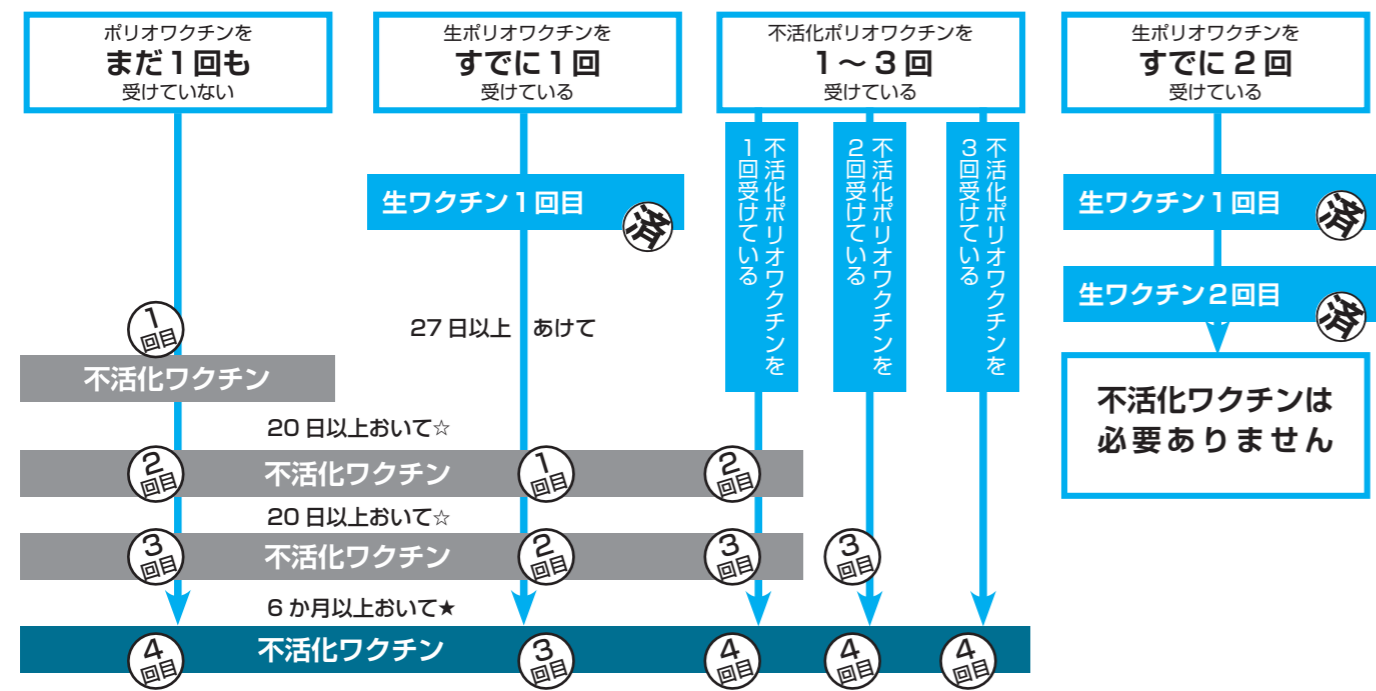 ポリオワクチンを
まだ1回も
受けていない
生ポリオワクチンを
すでに1回
受けている
不活化ポリオワクチンを
1～3回
受けている
生ポリオワクチンを
すでに2回
受けている
不活化ポリオワクチンを
1回受けている
不活化ポリオワクチンを
2回受けている
不活化ポリオワクチンを
3回受けている
生ワクチン1回目
済
生ワクチン1回目
済
生ワクチン2回目
済
27日以上 あけて
1
回目
不活化ワクチン
不活化ワクチンは
必要ありません
20日以上おいて☆
2
回目
不活化ワクチン
1
回目
2
回目
20日以上おいて☆
3
回目
不活化ワクチン
2
回目
3
回目
3
回目
6か月以上おいて★
4
回目
不活化ワクチン
3
回目
4
回目
4
回目
4
回目